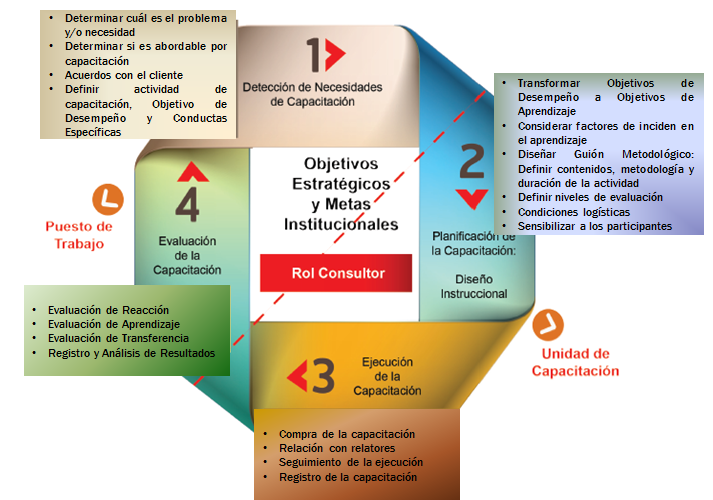 • Determinar cuál es el problema
y/o necesidad
• Determinar si es abordable por
capacitación
• Acuerdos con el cliente
• Definir actividad de
capacitación, Objetivo de
Desempeño y Conductas
Específicas
1
Detección de Necesidades
de Capacitación
• Transformar Objetivos de
Desempeño a Objetivos de
Aprendizaje
• Considerar factores de inciden en
el aprendizaje
• Diseñar Guión Metodológico:
Definir contenidos, metodología y
duración de la actividad
• Definir niveles de evaluación
• Condiciones logísticas
• Sensibilizar a los participantes
2
Planificación de
la Capacitación:
Diseño
Instruccional
Objetivos
Estratégicos
y Metas
Institucionales
Rol Consultor
Puesto de
Trabajo
4
Evaluación
de la
Capacitación
• Evaluación de Reacción
• Evaluación de Aprendizaje
• Evaluación de Transferencia
• Registro y Análisis de Resultados
Unidad de
Capacitación
3
Ejecución
de la
Capacitación
• Compra de la capacitación
• Relación con relatores
• Seguimiento de la ejecución
• Registro de la capacitación